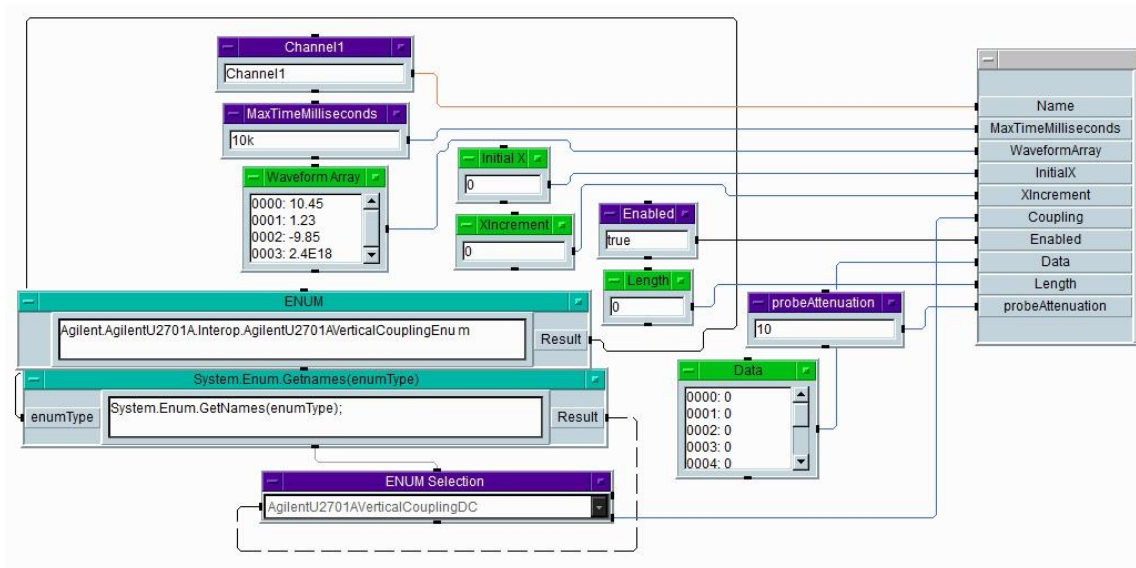 Channel1
Channel1
MaxTimeMilliseconds
10k
Waveform Array
0000: 10.45
0001: 1.23
0002: -9.85
0003: 2.4E18
Initial X
0
XIncrement
0
Enabled
true
Length
0
probeAttenuation
10
Data
0000: 0
0001: 0
0002: 0
0003: 0
0004: 0
ENUM
Agilent.AgilentU2701A.Interop.AgilentU2701AVerticalCouplingEnu m
Result
System.Enum.Getnames(enumType)
enumType
System.Enum.GetNames(enumType);
Result
ENUM Selection
AgilentU2701AVerticalCouplingDC
Name
MaxTimeMilliseconds
WaveformArray
InitialX
XIncrement
Coupling
Enabled
Data
Length
probeAttenuation